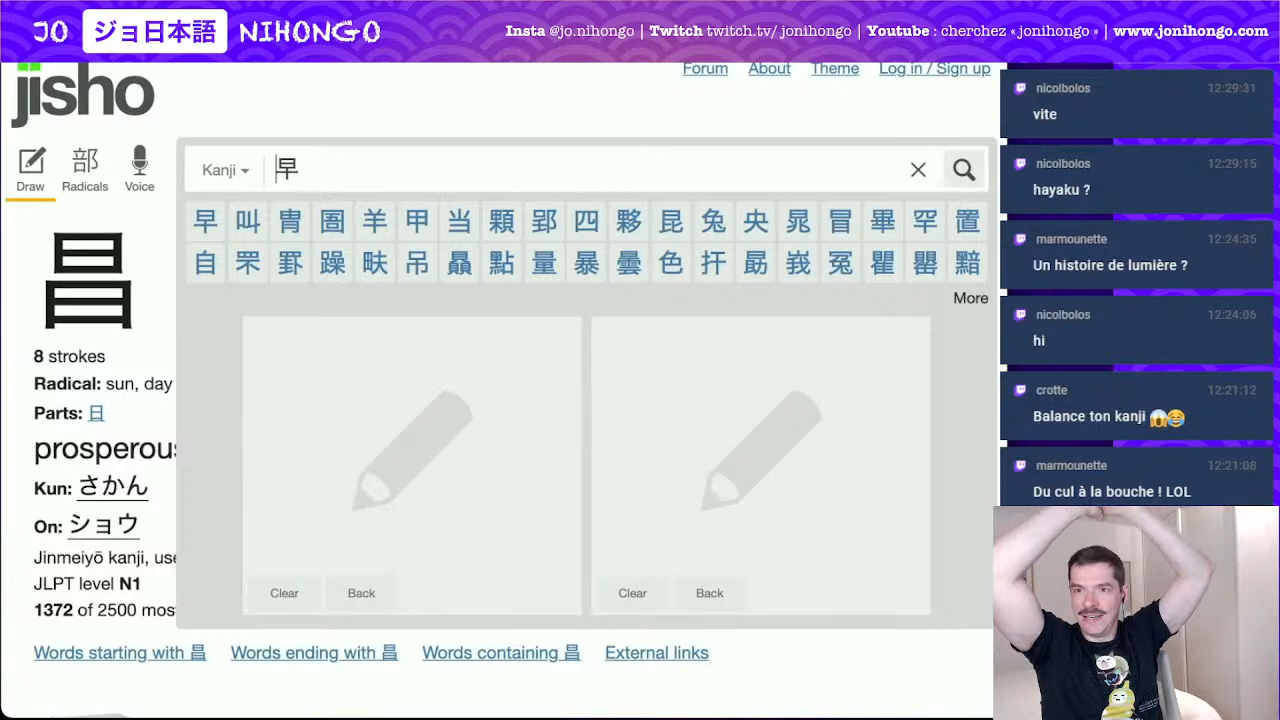 JO ジョ日本語 NIHONGO
Insta @jo.nihongo | Twitch twitch.tv/ jonihongo | Youtube : cherchez « jonihongo » | www.jonihongo.com
jisho
Forum About Theme Log in / Sign up
Draw
部
Radicals
Voice
Kanji 早
早 叫 冑 圖 羊 甲 当 顆 郢 四 夥 昆 兔 央 晁 冒 畢 罕 置
自 罘 罫 躁 昳 吊 贔 點 量 暴 曇 色 扞 勗 峩 冤 瞿 罌 黯
More
Clear Back
Clear Back
昌
8 strokes
Radical: sun, day
Parts: 日
prosperous
Kun: さかん
On: ショウ
Jinmeiyō kanji, use
JLPT level N1
1372 of 2500 mos
Words starting with 昌 Words ending with 昌 Words containing 昌 External links
nicolbolos 12:29:31
vite
nicolbolos 12:29:15
hayaku ?
marmounette 12:24:35
Un histoire de lumière ?
nicolbolos 12:24:06
hi
crotte 12:21:12
Balance ton kanji 😱😂
marmounette 12:21:08
Du cul à la bouche ! LOL